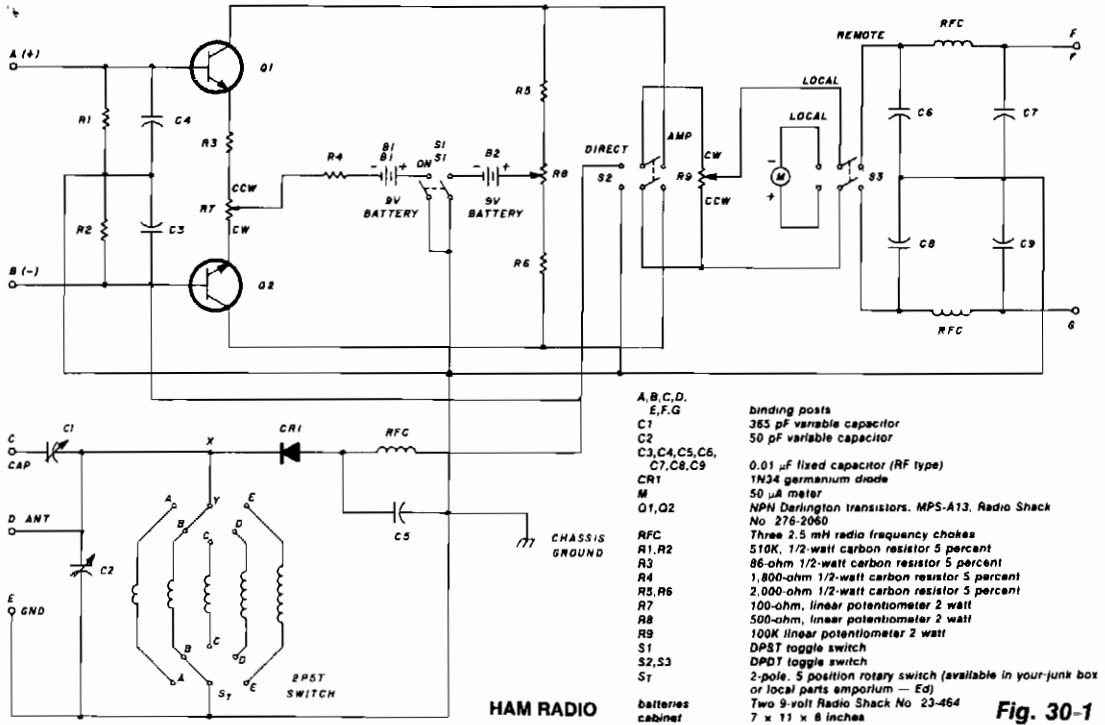 A (+)
B (-)
R1
R2
C4
C3
Q1
Q2
R3
CCW
R7
CW
R4
B1
B1
- +
9V
BATTERY
S1
S1
ON
B2
- +
9V
BATTERY
R5
R8
R6
DIRECT
S2
AMP
R9
CW
CCW
LOCAL
LOCAL
-
M
+
REMOTE
S3
RFC
C6
C7
C8
C9
RFC
F
F
G
C
CAP
C1
D ANT
C2
E
GND
X
CR1
RFC
C5
CHASSIS
GROUND
A
B
Y
C
D
E
A
B
C
D
E
ST
2P5T
SWITCH
A,B,C,D,
E,F,G binding posts
C1 365 pF variable capacitor
C2 50 pF variable capacitor
C3,C4,C5,C6,
C7,C8,C9 0.01 µF fixed capacitor (RF type)
CR1 1N34 germanium diode
M 50 µA meter
Q1,Q2 NPN Darlington transistors, MPS-A13, Radio Shack
No 276-2060
RFC Three 2.5 mH radio frequency chokes
R1,R2 510K, 1/2-watt carbon resistor 5 percent
R3 86-ohm 1/2-watt carbon resistor 5 percent
R4 1,800-ohm 1/2-watt carbon resistor 5 percent
R5,R6 2,000-ohm 1/2-watt carbon resistor 5 percent
R7 100-ohm, linear potentiometer 2 watt
R8 500-ohm, linear potentiometer 2 watt
R9 100K linear potentiometer 2 watt
S1 DPST toggle switch
S2,S3 DPDT toggle switch
ST 2-pole, 5 position rotary switch (available in your junk box
or local parts emporium — Ed)
batteries Two 9-volt Radio Shack No 23-464
cabinet 7 x 11 x 8 inches
HAM RADIO
Fig. 30-1